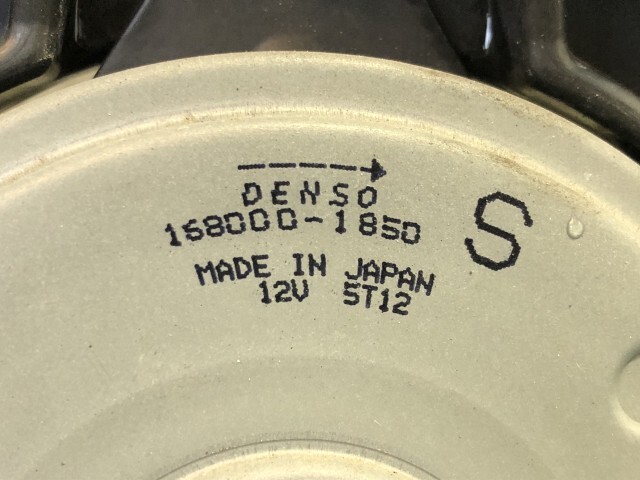 DENSO
168000-1850
S
MADE IN JAPAN
12V 5T12